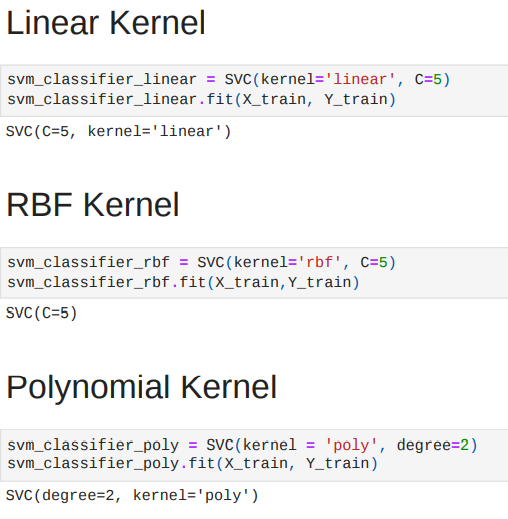 Linear Kernel
svm_classifier_linear = SVC(kernel='linear', C=5)
svm_classifier_linear.fit(X_train, Y_train)
SVC(C=5, kernel='linear')
RBF Kernel
svm_classifier_rbf = SVC(kernel='rbf', C=5)
svm_classifier_rbf.fit(X_train,Y_train)
SVC(C=5)
Polynomial Kernel
svm_classifier_poly = SVC(kernel = 'poly', degree=2)
svm_classifier_poly.fit(X_train, Y_train)
SVC(degree=2, kernel='poly')